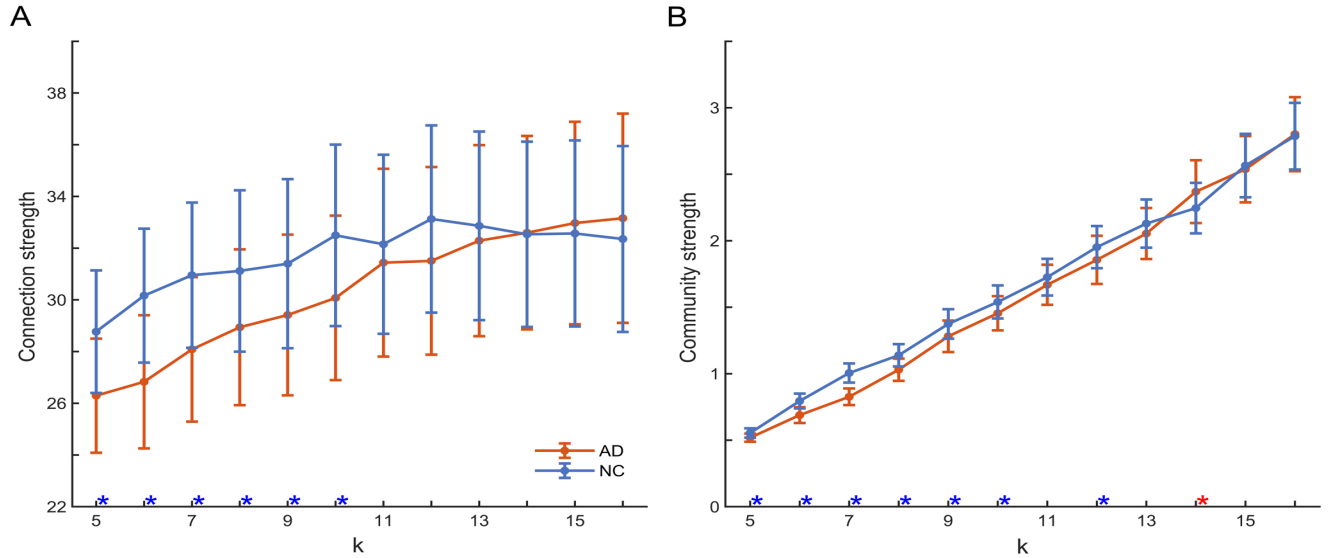 A
Connection strength
38
34
30
26
22
5 7 9 11 13 15
k
AD
NC
* * * * * *
B
Community strength
3
2
1
0
5 7 9 11 13 15
k
* * * * * * * *